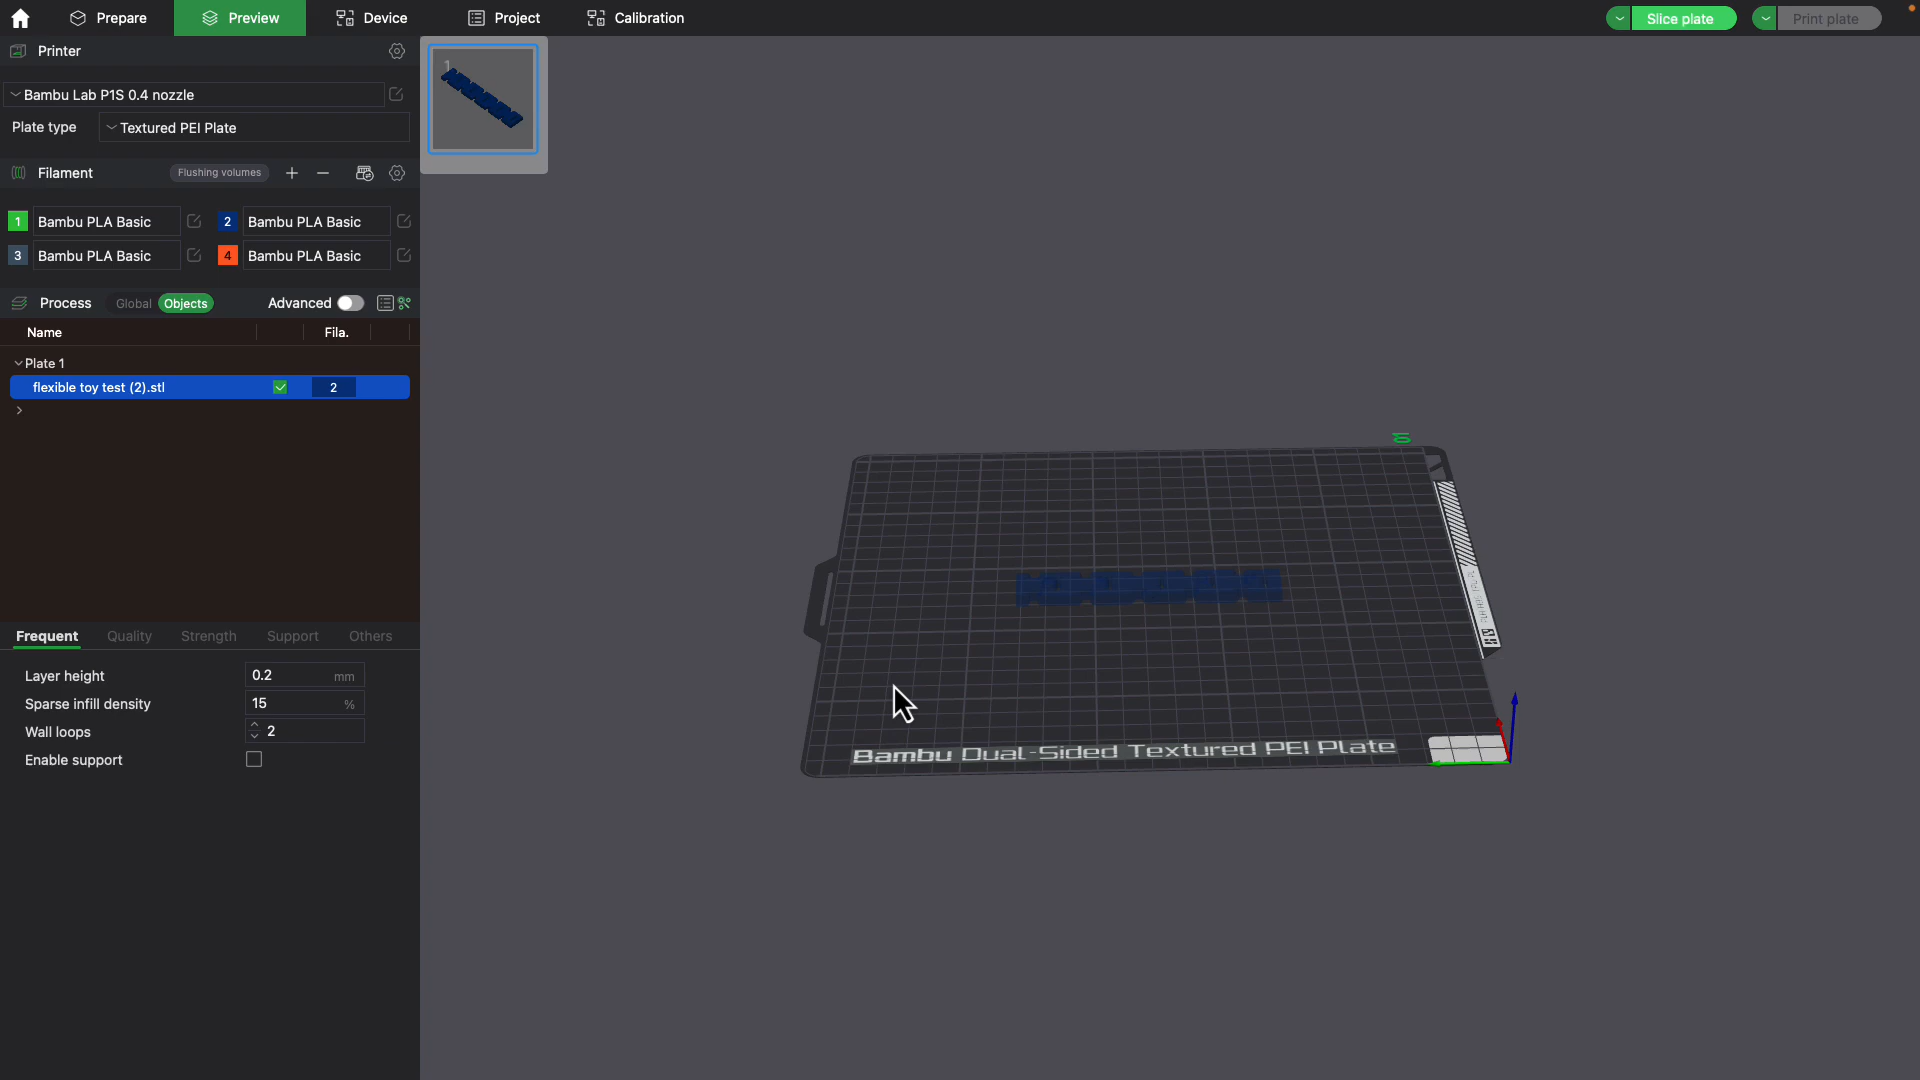 Prepare Preview Device Project Calibration Slice plate Print plate
Printer
1
Bambu Lab P1S 0.4 nozzle
Plate type Textured PEI Plate
Filament Flushing volumes
1 Bambu PLA Basic 2 Bambu PLA Basic
3 Bambu PLA Basic 4 Bambu PLA Basic
Process Global Objects Advanced
Name Fila.
Plate 1
flexible toy test (2).stl 2
Frequent Quality Strength Support Others
Layer height 0.2 mm
Sparse infill density 15 %
Wall loops 2
Enable support
Bambu Dual-Sided Textured PEI Plate